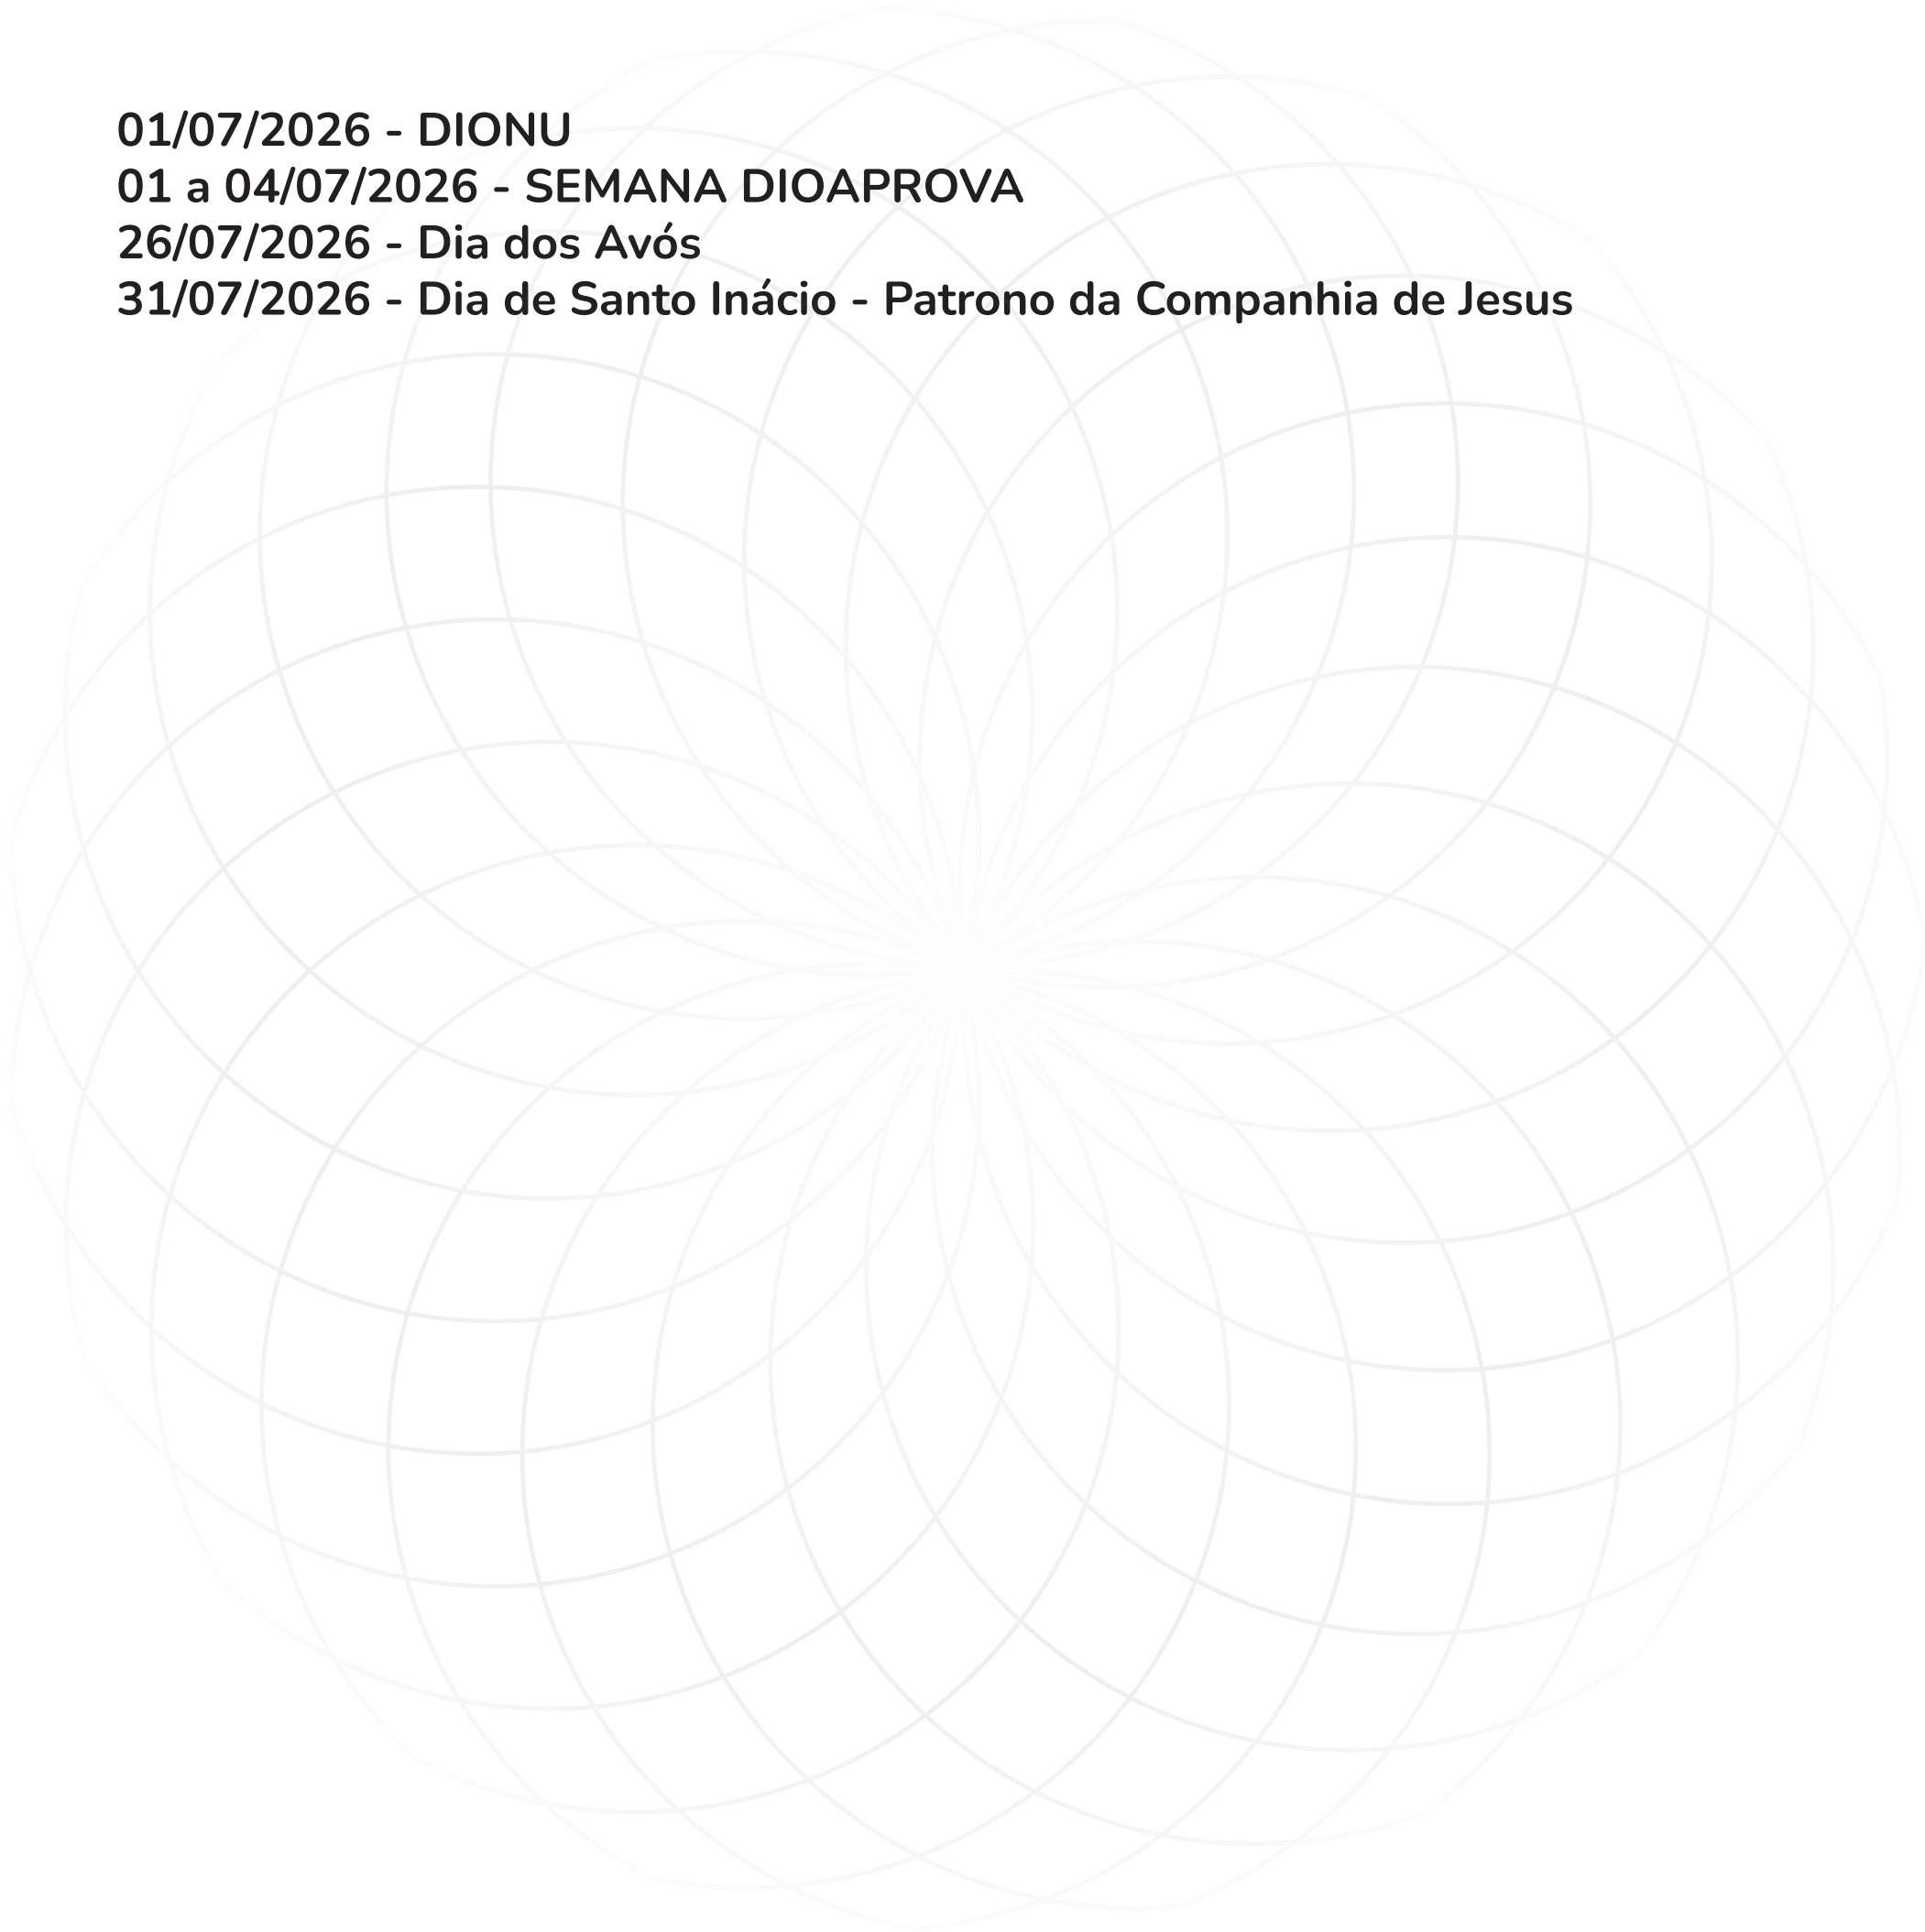 01/07/2026 - DIONU
01 a 04/07/2026 - SEMANA DIOAPROVA
26/07/2026 - Dia dos Avós
31/07/2026 - Dia de Santo Inácio - Patrono da Companhia de Jesus